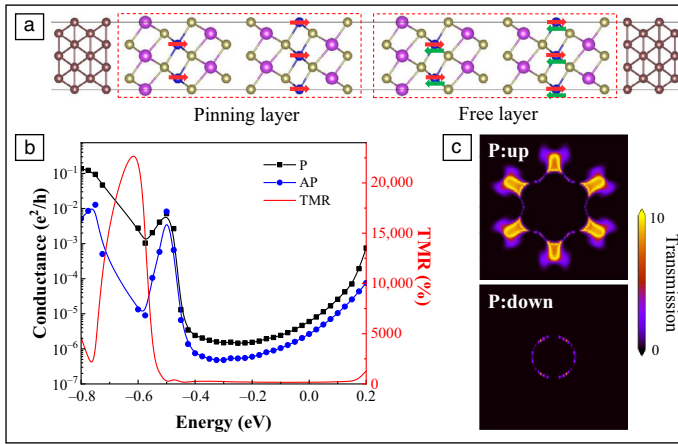 a
Pinning layer
Free layer
b
Conductance (e²/h)
10⁻¹
10⁻²
10⁻³
10⁻⁴
10⁻⁵
10⁻⁶
10⁻⁷
P
AP
TMR
20,000
15,000
10,000
5000
0
TMR (%)
−0.8 −0.6 −0.4 −0.2 0.0 0.2
Energy (eV)
c
P:up
P:down
10
0
Transmission